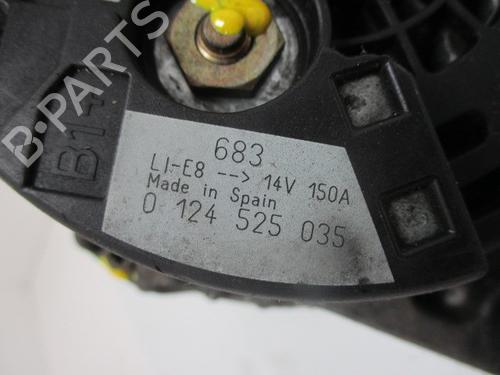 B-PARTS
B14
683
LI-E8 --> 14V 150A
Made in Spain
0 124 525 035